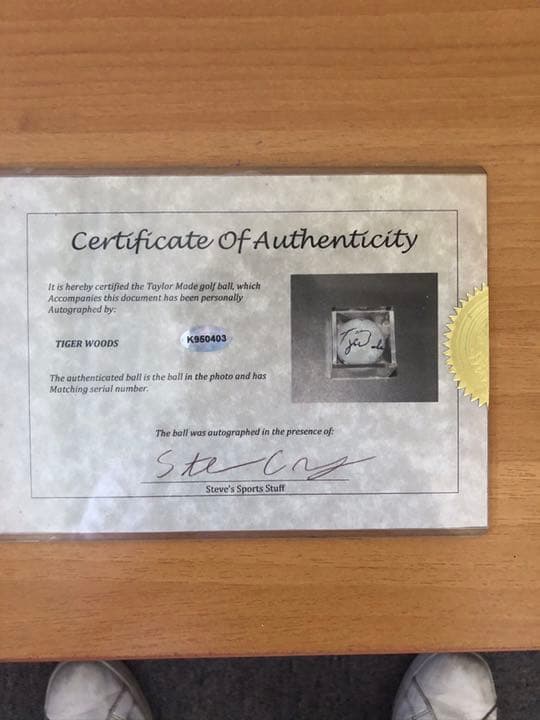 Certificate Of Authenticity
It is hereby certified the Taylor Made golf ball, which
Accompanies this document has been personally
Autographed by:
TIGER WOODS
K950403
The authenticated ball is the ball in the photo and has
Matching serial number.
The ball was autographed in the presence of:
Steve's Sports Stuff